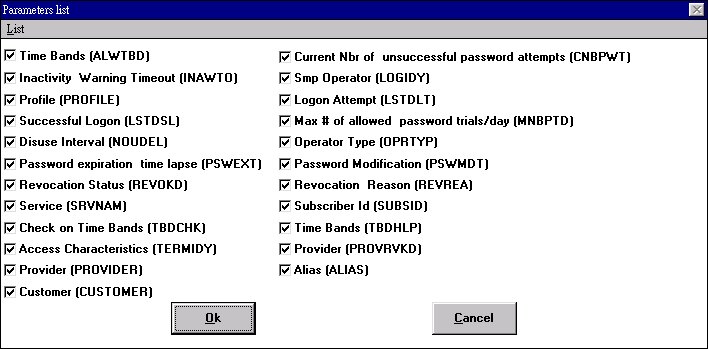 Parameters list
List
Time Bands (ALWTBD)
Inactivity Warning Timeout (INAWTO)
Profile (PROFILE)
Successful Logon (LSTDSL)
Disuse Interval (NOUDEL)
Password expiration time lapse (PSWEXT)
Revocation Status (REVOKD)
Service (SRVNAM)
Check on Time Bands (TBDCHK)
Access Characteristics (TERMIDY)
Provider (PROVIDER)
Customer (CUSTOMER)
Current Nbr of unsuccessful password attempts (CNBPWT)
Smp Operator (LOGIDY)
Logon Attempt (LSTDLT)
Max # of allowed password trials/day (MNBPTD)
Operator Type (OPRTYP)
Password Modification (PSWMDT)
Revocation Reason (REVREA)
Subscriber Id (SUBSID)
Time Bands (TBDHLP)
Provider (PROVRVKD)
Alias (ALIAS)
Ok
Cancel